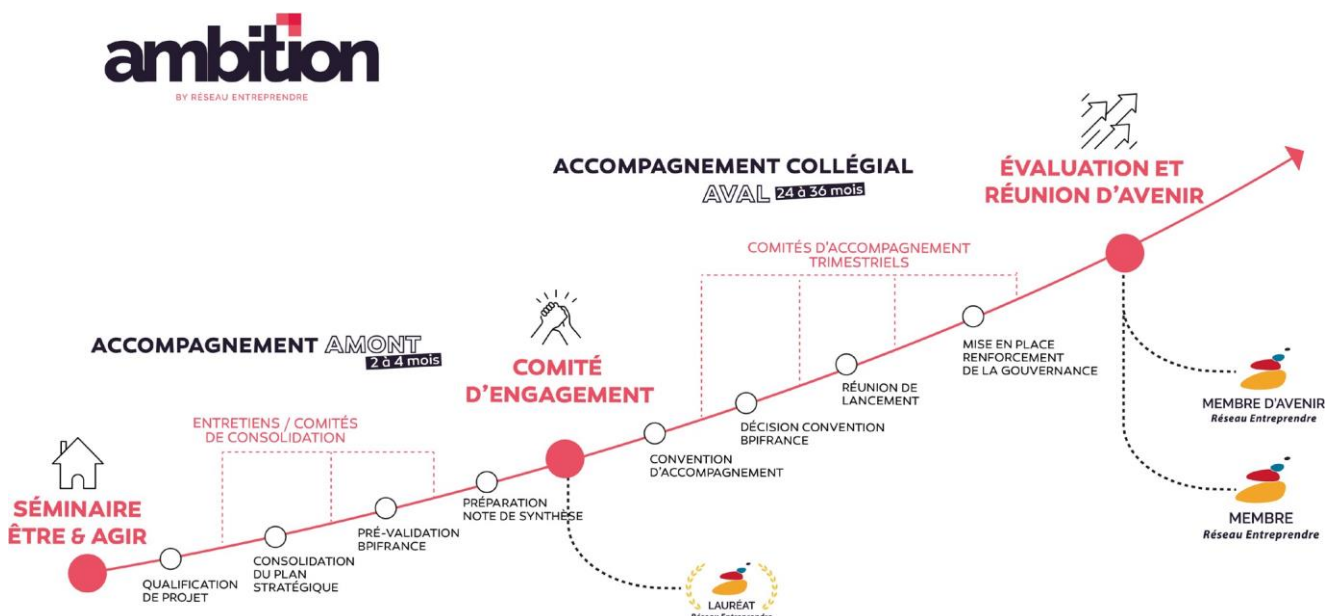 ambition
BY RÉSEAU ENTREPRENDRE
ACCOMPAGNEMENT COLLÉGIAL
AVAL 24 à 36 mois
ÉVALUATION ET
RÉUNION D'AVENIR
COMITÉS D'ACCOMPAGNEMENT
TRIMESTRIELS
ACCOMPAGNEMENT AMONT
2 à 4 mois
COMITÉ
D'ENGAGEMENT
MISE EN PLACE
RENFORCEMENT
DE LA GOUVERNANCE
RÉUNION DE
LANCEMENT
MEMBRE D'AVENIR
Réseau Entreprendre
ENTRETIENS / COMITÉS
DE CONSOLIDATION
DÉCISION CONVENTION
BPIFRANCE
CONVENTION
D'ACCOMPAGNEMENT
SÉMINAIRE
ÊTRE & AGIR
PRÉPARATION
NOTE DE SYNTHÈSE
MEMBRE
Réseau Entreprendre
PRÉ-VALIDATION
BPIFRANCE
CONSOLIDATION
DU PLAN
STRATÉGIQUE
QUALIFICATION
DE PROJET
LAURÉAT
Réseau Entreprendre